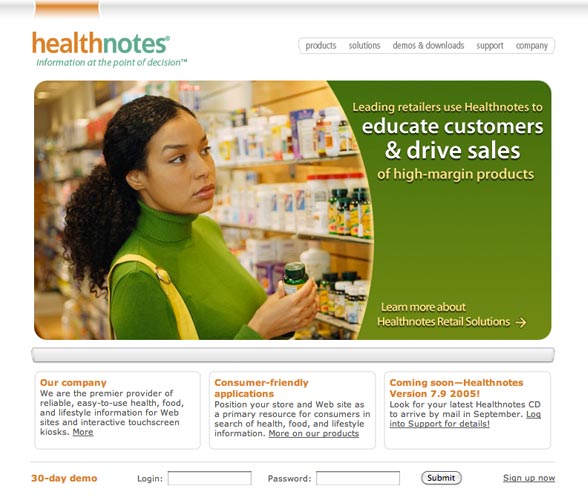 healthnotes®
information at the point of decision™
products solutions demos & downloads support company
Leading retailers use Healthnotes to
educate customers
& drive sales
of high-margin products
Learn more about
Healthnotes Retail Solutions →
Our company
We are the premier provider of
reliable, easy-to-use health, food,
and lifestyle information for Web
sites and interactive touchscreen
kiosks. More
Consumer-friendly
applications
Position your store and Web site as
a primary resource for consumers in
search of health, food, and lifestyle
information. More on our products
Coming soon—Healthnotes
Version 7.9 2005!
Look for your latest Healthnotes CD
to arrive by mail in September. Log
into Support for details!
30-day demo Login: Password: Submit Sign up now